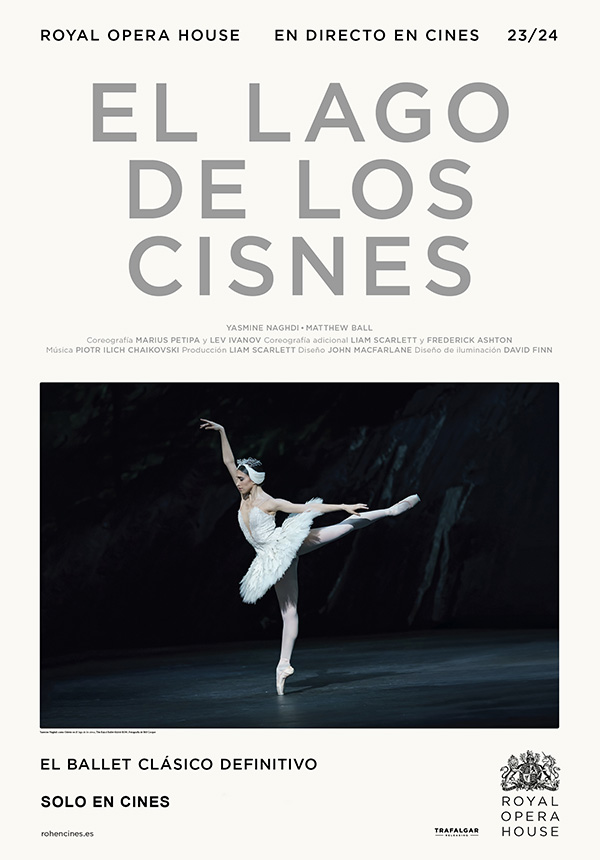 ROYAL OPERA HOUSE EN DIRECTO EN CINES 23/24
EL LAGO
DE LOS
CISNES
YASMINE NAGHDI • MATTHEW BALL
Coreografía MARIUS PETIPA y LEV IVANOV Coreografía adicional LIAM SCARLETT y FREDERICK ASHTON
Música PIOTR ILICH CHAIKOVSKI Producción LIAM SCARLETT Diseño JOHN MACFARLANE Diseño de iluminación DAVID FINN
EL BALLET CLÁSICO DEFINITIVO
SOLO EN CINES
rohencines.es
TRAFALGAR
RELEASING
ROYAL
OPERA
HOUSE